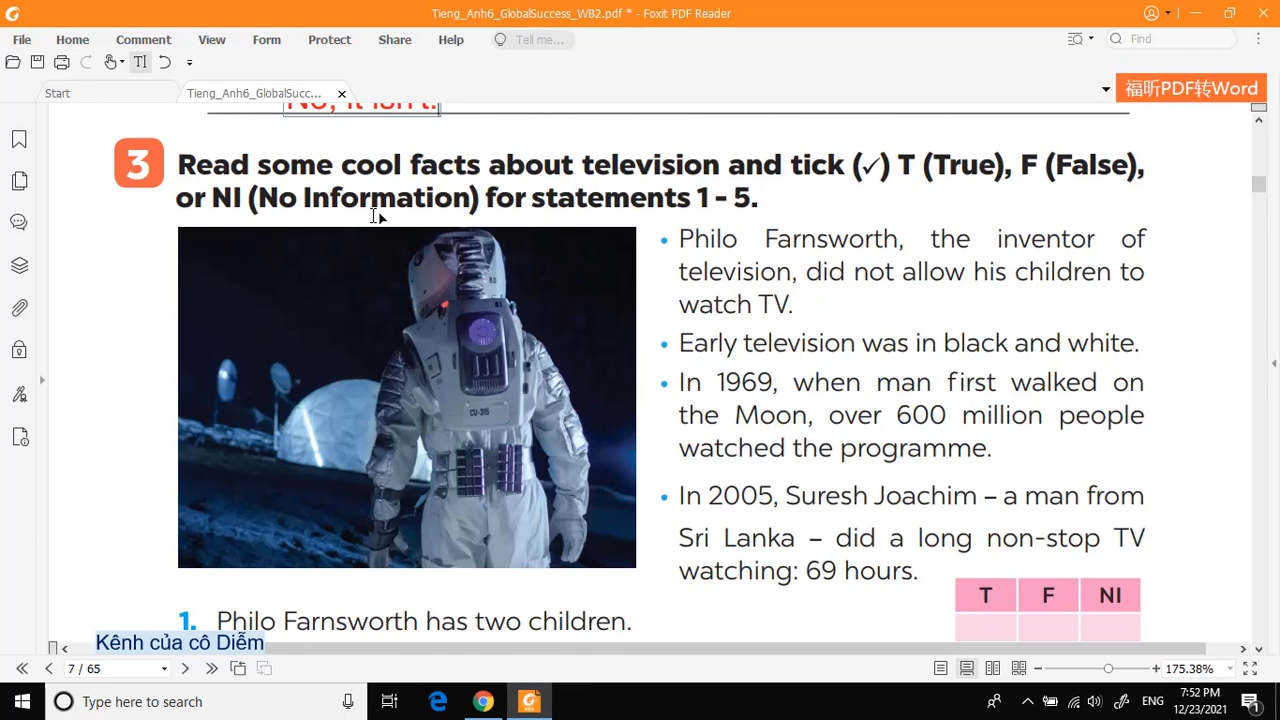 Tieng_Anh6_GlobalSuccess_WB2.pdf * - Foxit PDF Reader
File Home Comment View Form Protect Share Help Tell me... Find
Start Tieng_Anh6_GlobalSucc... 福昕PDF转Word
No, it isn't.
3 Read some cool facts about television and tick (✓) T (True), F (False),
or NI (No Information) for statements 1 - 5.
• Philo Farnsworth, the inventor of
television, did not allow his children to
watch TV.
• Early television was in black and white.
• In 1969, when man first walked on
the Moon, over 600 million people
watched the programme.
• In 2005, Suresh Joachim – a man from
Sri Lanka – did a long non-stop TV
watching: 69 hours.
CU-315
T F NI
1. Philo Farnsworth has two children.
Kênh của cô Diễm
7 / 65 175.38%
Type here to search
ENG
7:52 PM
12/23/2021